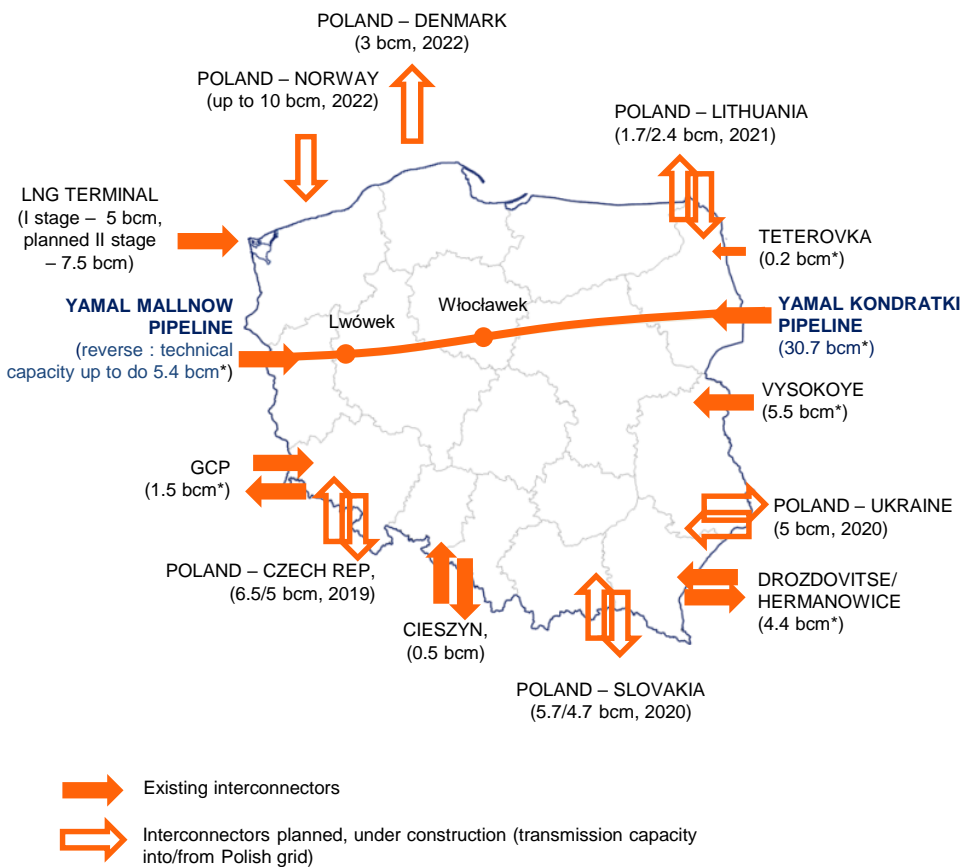 POLAND – DENMARK
(3 bcm, 2022)
POLAND – NORWAY
(up to 10 bcm, 2022)
POLAND – LITHUANIA
(1.7/2.4 bcm, 2021)
LNG TERMINAL
(I stage – 5 bcm,
planned II stage
– 7.5 bcm)
TETEROVKA
(0.2 bcm*)
YAMAL MALLNOW
PIPELINE
(reverse : technical
capacity up to do 5.4 bcm*)
Lwówek
Włocławek
YAMAL KONDRATKI
PIPELINE
(30.7 bcm*)
VYSOKOYE
(5.5 bcm*)
GCP
(1.5 bcm*)
POLAND – UKRAINE
(5 bcm, 2020)
POLAND – CZECH REP,
(6.5/5 bcm, 2019)
DROZDOVITSE/
HERMANOWICE
(4.4 bcm*)
CIESZYN,
(0.5 bcm)
POLAND – SLOVAKIA
(5.7/4.7 bcm, 2020)
Existing interconnectors
Interconnectors planned, under construction (transmission capacity
into/from Polish grid)